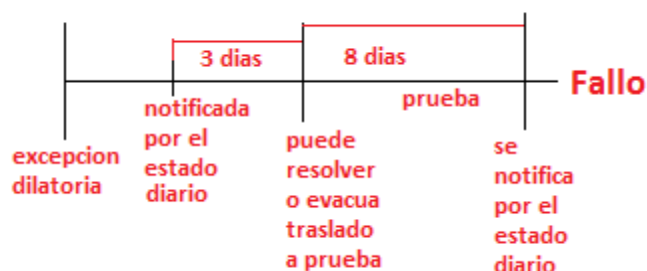 3 dias
8 dias
Fallo
prueba
notificada
por el
estado
diario
excepcion
dilatoria
puede
resolver
o evacua
traslado
a prueba
se
notifica
por el
estado
diario